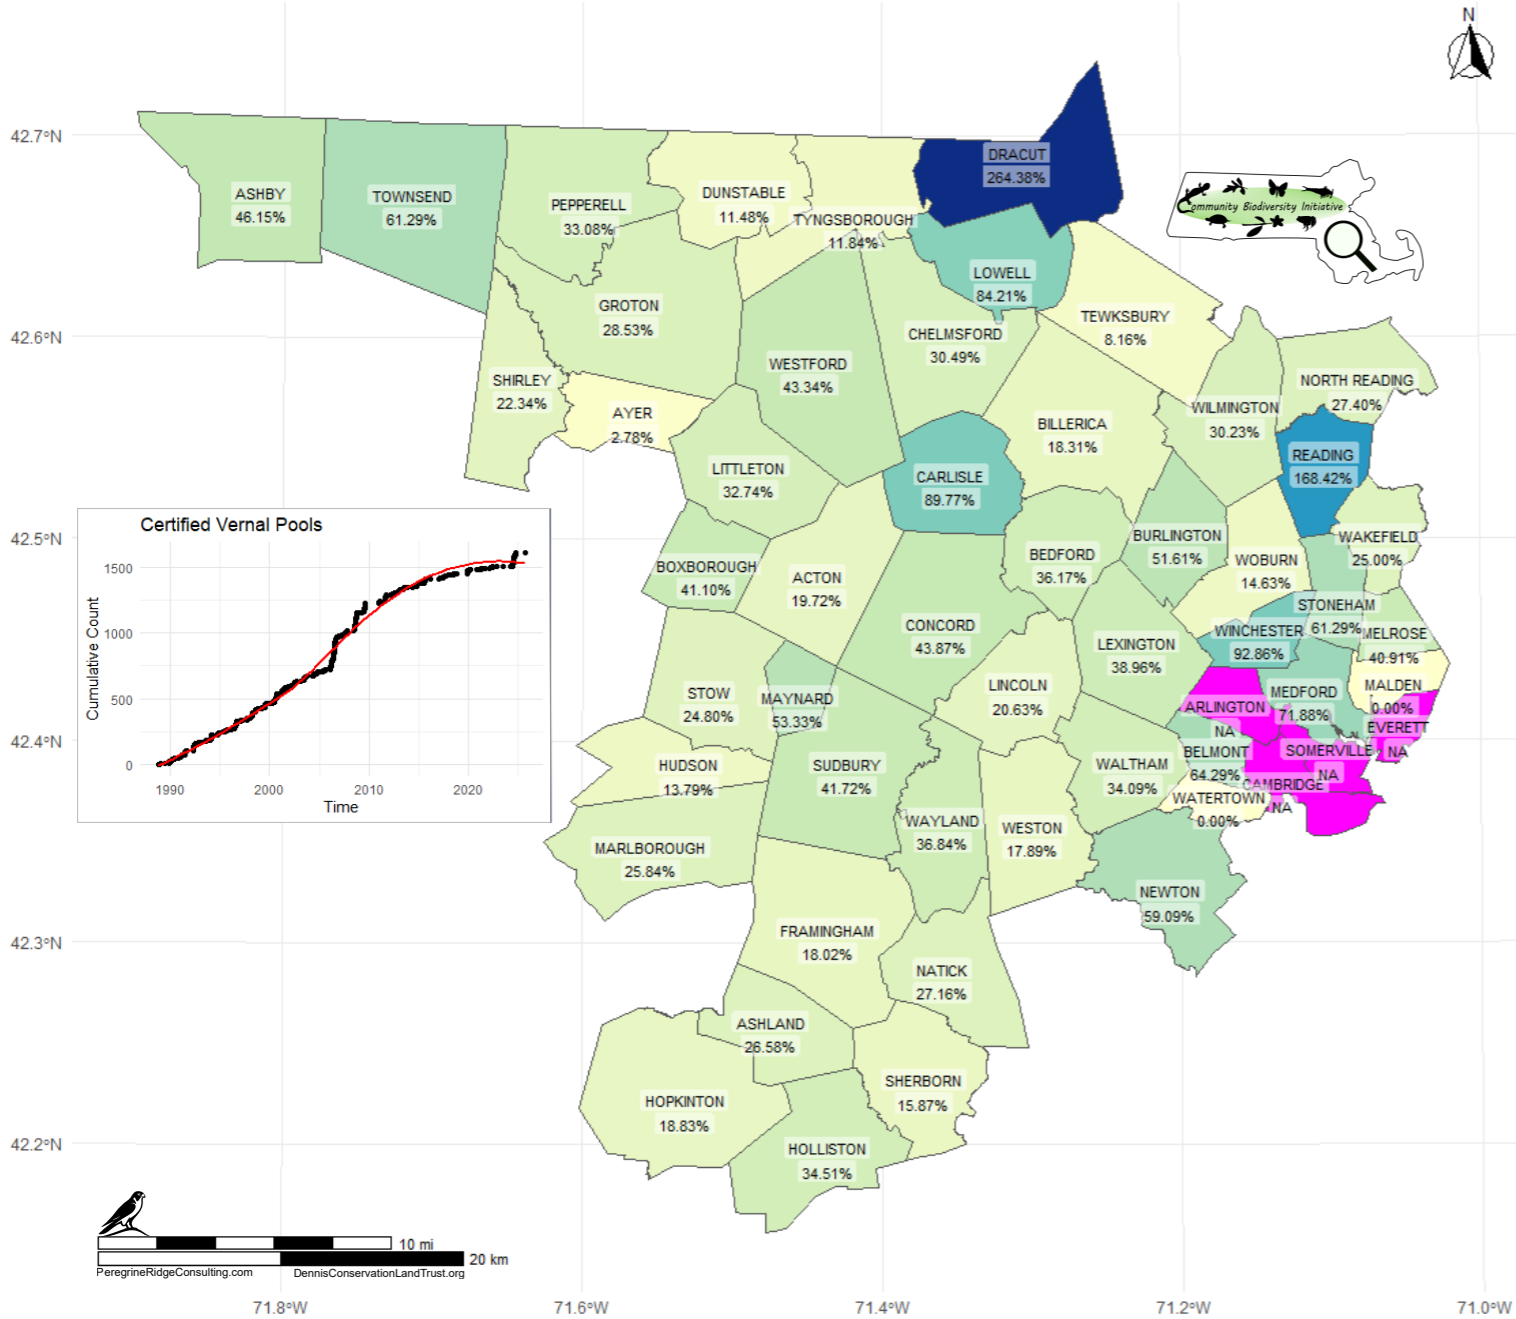 N
42.7°N
42.6°N
42.5°N
42.4°N
42.3°N
42.2°N
71.8°W
71.6°W
71.4°W
71.2°W
71.0°W
DRACUT
264.38%
ASHBY
46.15%
TOWNSEND
61.29%
PEPPERELL
33.08%
DUNSTABLE
11.48%
TYNGSBOROUGH
11.84%
Community Biodiversity Initiative
LOWELL
84.21%
GROTON
28.53%
TEWKSBURY
8.16%
CHELMSFORD
30.49%
WESTFORD
43.34%
SHIRLEY
22.34%
NORTH READING
27.40%
AYER
2.78%
WILMINGTON
30.23%
BILLERICA
18.31%
READING
168.42%
LITTLETON
32.74%
CARLISLE
89.77%
BURLINGTON
51.61%
WAKEFIELD
25.00%
BEDFORD
36.17%
WOBURN
14.63%
BOXBOROUGH
41.10%
ACTON
19.72%
STONEHAM
61.29%
CONCORD
43.87%
WINCHESTER
92.86%
MELROSE
40.91%
LEXINGTON
38.96%
LINCOLN
20.63%
MALDEN
0.00%
STOW
24.80%
MAYNARD
53.33%
MEDFORD
71.88%
ARLINGTON
NA
EVERETT
NA
BELMONT
64.29%
SOMERVILLE
NA
HUDSON
13.79%
SUDBURY
41.72%
WALTHAM
34.09%
CAMBRIDGE
NA
WATERTOWN
0.00%
WAYLAND
36.84%
WESTON
17.89%
MARLBOROUGH
25.84%
NEWTON
59.09%
FRAMINGHAM
18.02%
NATICK
27.16%
ASHLAND
26.58%
SHERBORN
15.87%
HOPKINTON
18.83%
HOLLISTON
34.51%
Certified Vernal Pools
Cumulative Count
1500
1000
500
0
1990
2000
2010
2020
Time
10 mi
20 km
PeregrineRidgeConsulting.com
DennisConservationLandTrust.org